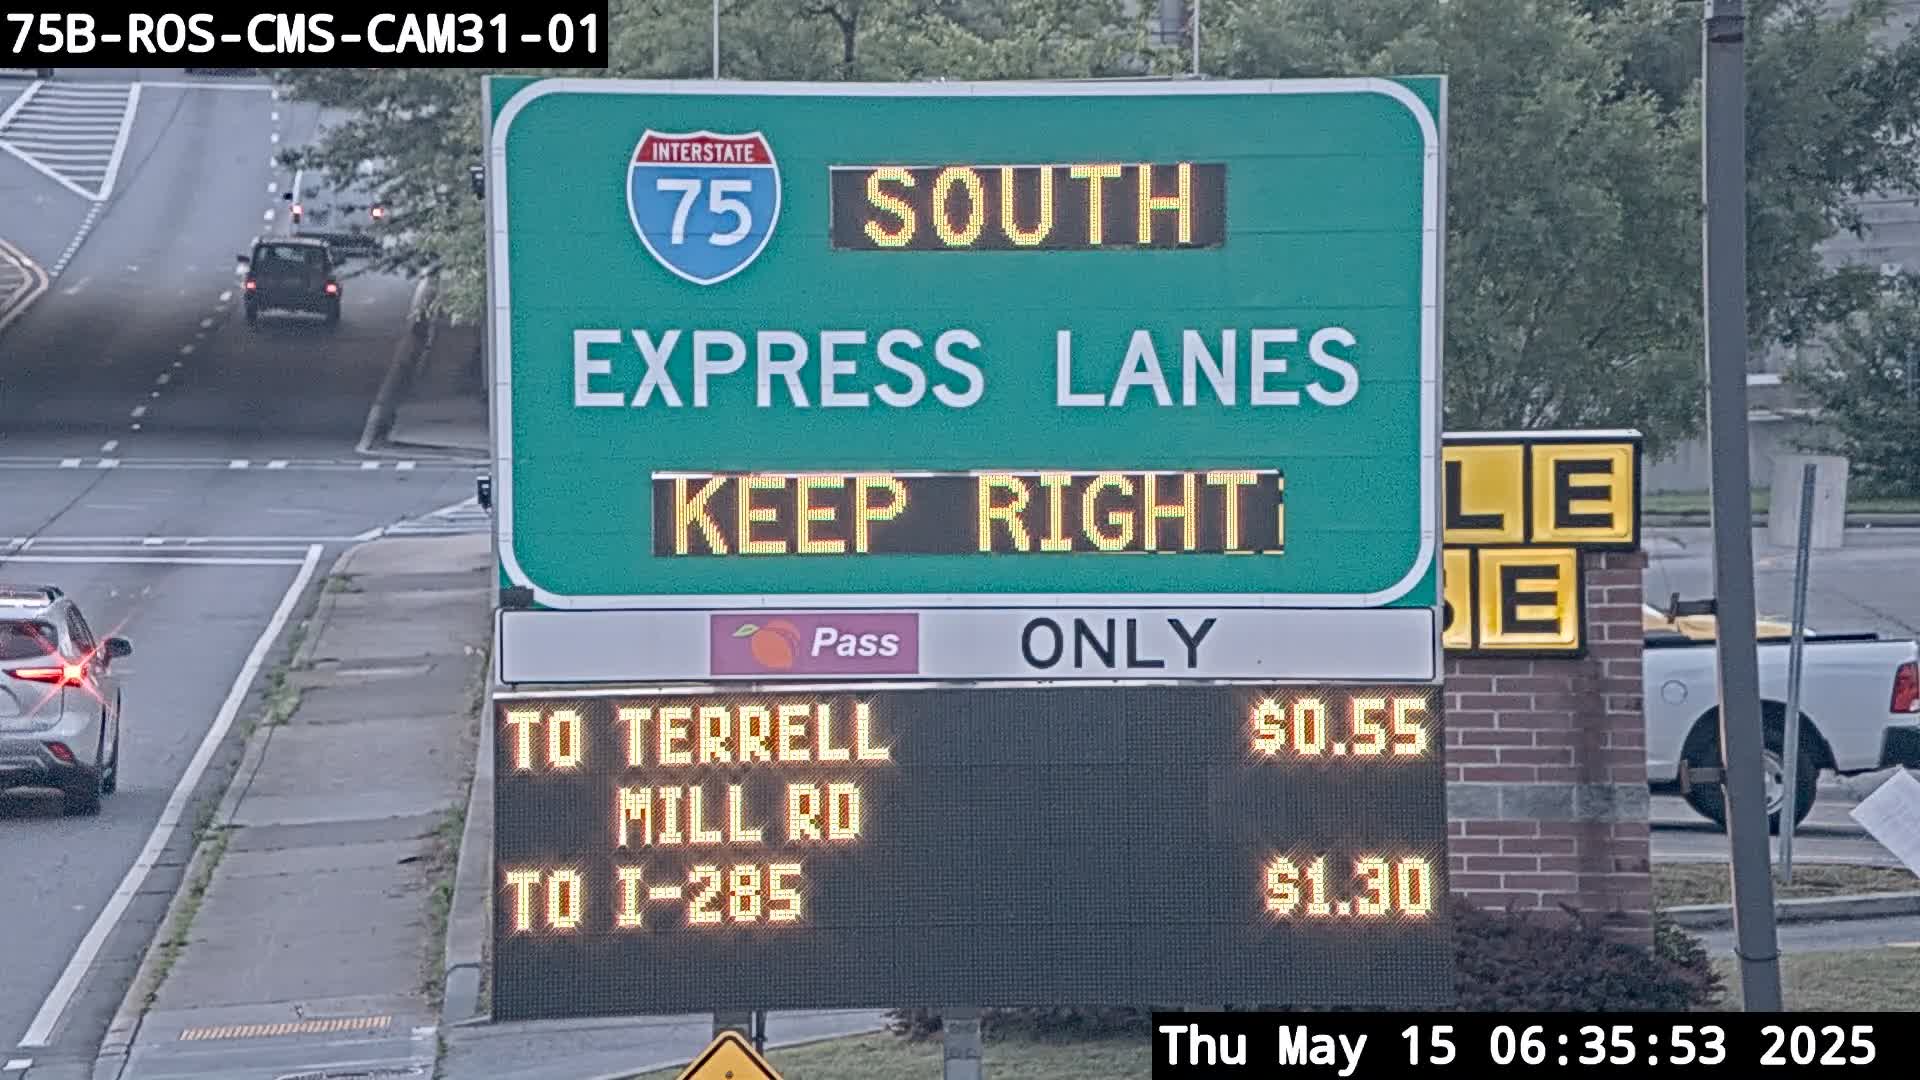 75B-ROS-CMS-CAM31-01
INTERSTATE
75
SOUTH
EXPRESS LANES
KEEP RIGHT
Pass ONLY
LE
E
TO TERRELL $0.55
MILL RD
TO I-285 $1.30
Thu May 15 06:35:53 2025